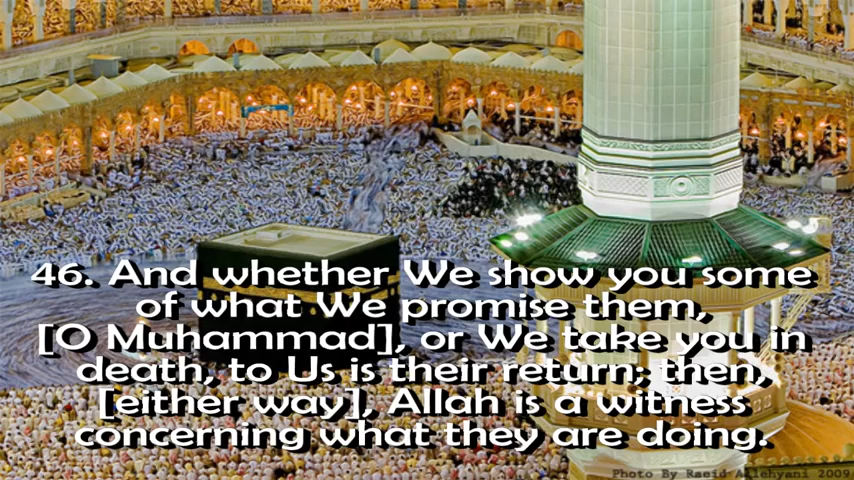 46. And whether We show you some
of what We promise them,
[O Muhammad], or We take you in
death, to Us is their return; then,
[either way], Allah is a witness
concerning what they are doing.
Photo By Raeid Allehyani 2009